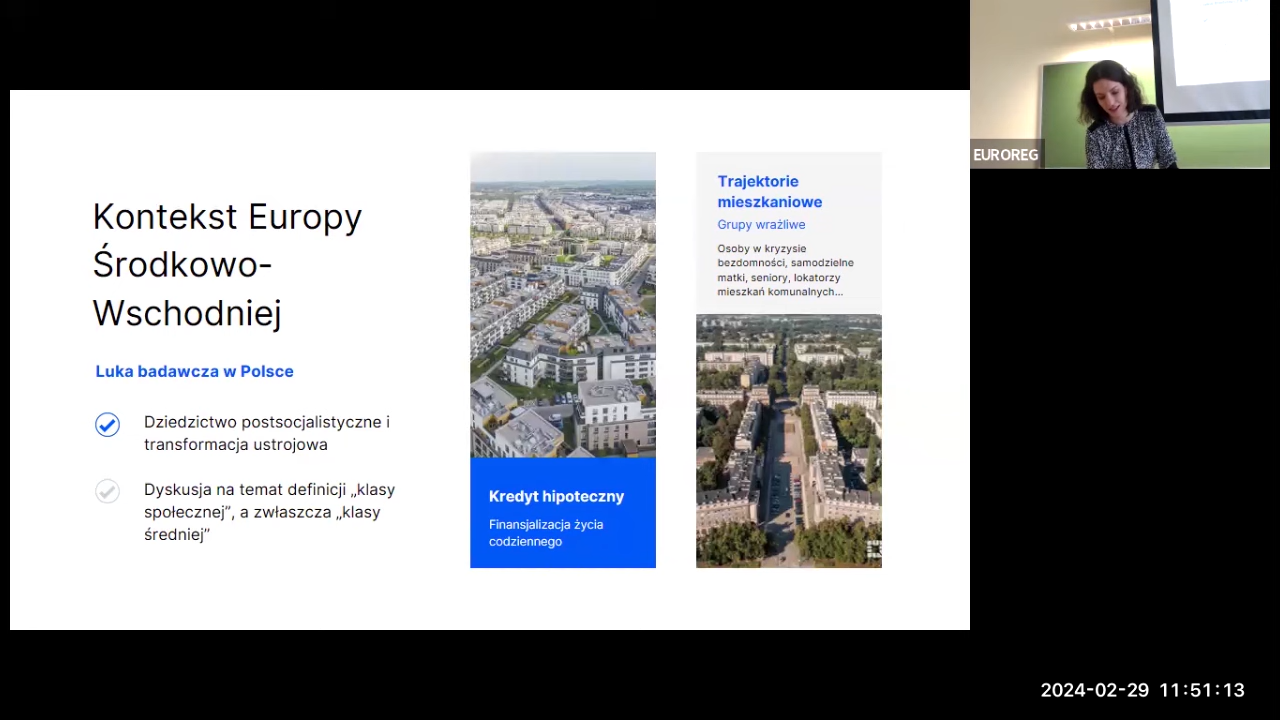 Kontekst Europy
Środkowo-
Wschodniej
Luka badawcza w Polsce
Dziedzictwo postsocjalistyczne i
transformacja ustrojowa
Dyskusja na temat definicji „klasy
społecznej”, a zwłaszcza „klasy
średniej”
Kredyt hipoteczny
Finansjalizacja życia
codziennego
Trajektorie
mieszkaniowe
Grupy wrażliwe
Osoby w kryzysie
bezdomności, samodzielne
matki, seniory, lokatorzy
mieszkań komunalnych...
EUROREG
2024-02-29 11:51:13